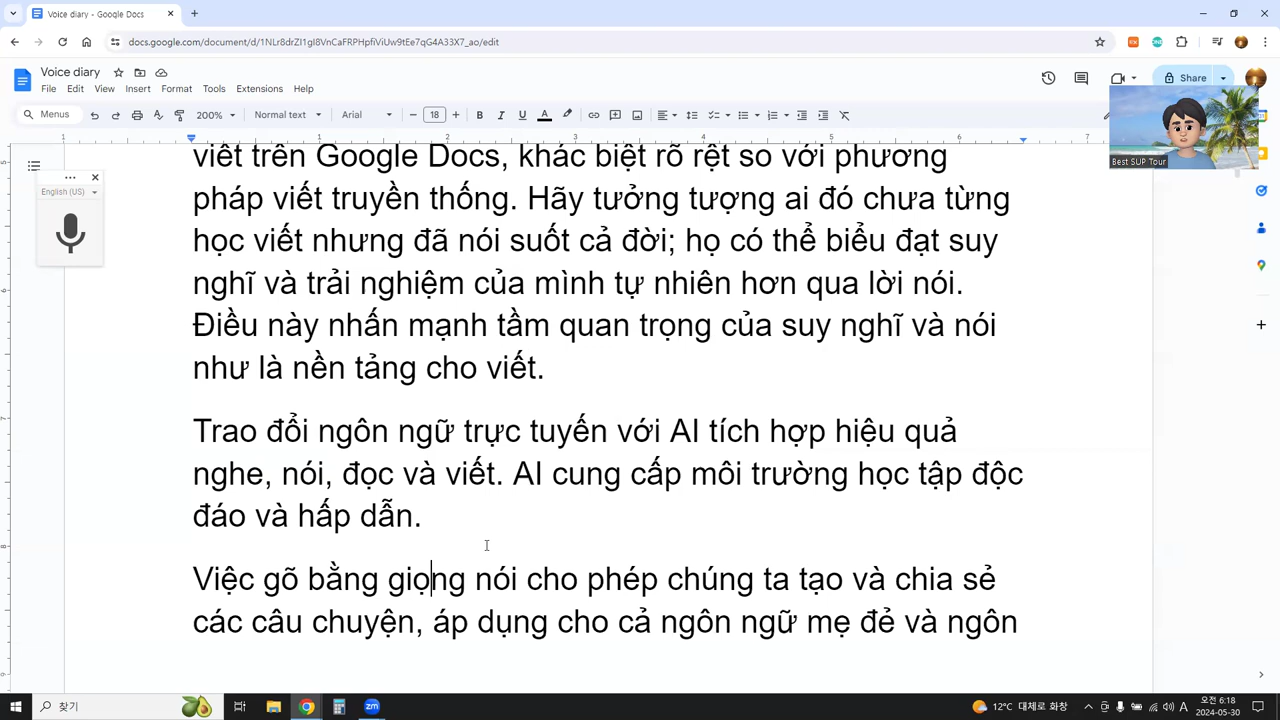 Voice diary - Google Docs
docs.google.com/document/d/1NLr8drZI1gI8VnCaFRPHpfiViUw9tEe7qG4A33X7_ao/edit
Voice diary
File Edit View Insert Format Tools Extensions Help
Share
Menus 200% Normal text Arial 18
1 1 2 3 4 5 6 7
Best SUP Tour
English (US)
viết trên Google Docs, khác biệt rõ rệt so với phương
pháp viết truyền thống. Hãy tưởng tượng ai đó chưa từng
học viết nhưng đã nói suốt cả đời; họ có thể biểu đạt suy
nghĩ và trải nghiệm của mình tự nhiên hơn qua lời nói.
Điều này nhấn mạnh tầm quan trọng của suy nghĩ và nói
như là nền tảng cho viết.
Trao đổi ngôn ngữ trực tuyến với AI tích hợp hiệu quả
nghe, nói, đọc và viết. AI cung cấp môi trường học tập độc
đáo và hấp dẫn.
Việc gõ bằng giọng nói cho phép chúng ta tạo và chia sẻ
các câu chuyện, áp dụng cho cả ngôn ngữ mẹ đẻ và ngôn
찾기
12°C 대체로 화창
A
오전 6:18
2024-05-30